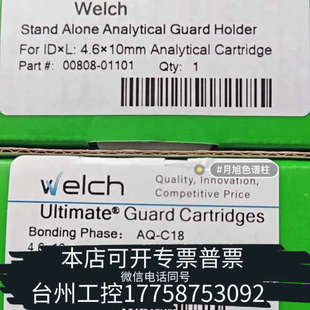 Welch
Stand Alone Analytical Guard Holder
For ID×L: 4.6×10mm Analytical Cartridge
Part #: 00808-01101 Qty: 1
#月旭色谱柱
Welch
Quality, Innovation,
Competitive Price
Ultimate® Guard Cartridges
Bonding Phase: AQ-C18
本店可开专票普票
微信电话同号
台州工控17758753092